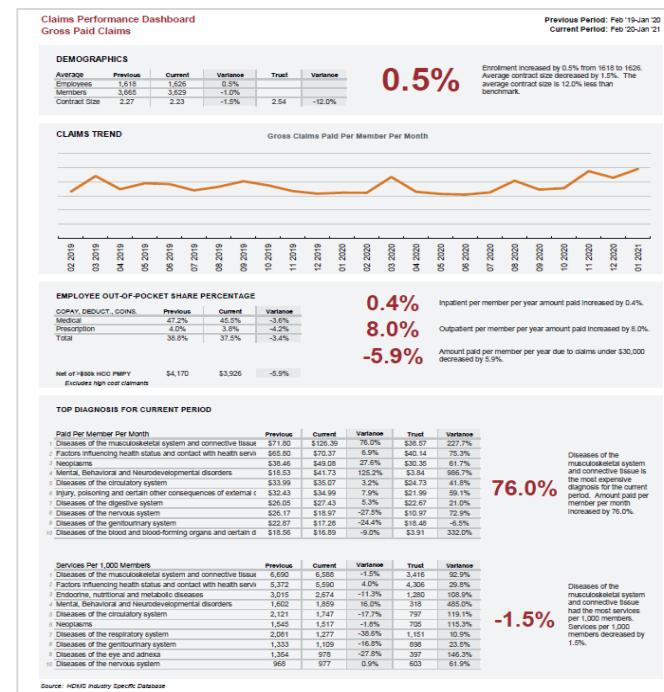 Claims Performance Dashboard
Gross Paid Claims
Previous Period: Feb '19-Jan '20
Current Period: Feb '20-Jan '21
DEMOGRAPHICS
Average Previous Current Variance Trust Variance
Employees 1,618 1,626 0.5%
Members 3,665 3,629 -1.0%
Contract Size 2.27 2.23 -1.5% 2.54 -12.0%
0.5%
Enrollment increased by 0.5% from 1618 to 1626.
Average contract size decreased by 1.5%. The
average contract size is 12.0% less than
benchmark.
CLAIMS TREND
Gross Claims Paid Per Member Per Month
02 2019 03 2019 04 2019 05 2019 06 2019 07 2019 08 2019 09 2019 10 2019 11 2019 12 2019 01 2020 02 2020 03 2020 04 2020 05 2020 06 2020 07 2020 08 2020 09 2020 10 2020 11 2020 12 2020 01 2021
EMPLOYEE OUT-OF-POCKET SHARE PERCENTAGE
COPAY, DEDUCT., COINS. Previous Current Variance
Medical 47.2% 45.5% -3.6%
Prescription 4.0% 3.8% -4.2%
Total 38.8% 37.5% -3.4%
Net of >$50k HCC PMPY $4,170 $3,926 -5.9%
Excludes high cost claimants
0.4%
Inpatient per member per year amount paid increased by 0.4%.
8.0%
Outpatient per member per year amount paid increased by 8.0%.
-5.9%
Amount paid per member per year due to claims under $30,000
decreased by 5.9%.
TOP DIAGNOSIS FOR CURRENT PERIOD
Paid Per Member Per Month Previous Current Variance Trust Variance
1 Diseases of the musculoskeletal system and connective tissue $71.80 $126.39 76.0% $38.57 227.7%
2 Factors influencing health status and contact with health servi $65.80 $70.37 6.9% $40.14 75.3%
3 Neoplasms $38.46 $49.08 27.6% $30.35 61.7%
4 Mental, Behavioral and Neurodevelopmental disorders $18.53 $41.73 125.2% $3.84 986.7%
5 Diseases of the circulatory system $33.99 $35.07 3.2% $24.73 41.8%
6 Injury, poisoning and certain other consequences of external c $32.43 $34.99 7.9% $21.99 59.1%
7 Diseases of the digestive system $26.05 $27.43 5.3% $22.67 21.0%
8 Diseases of the nervous system $26.17 $18.97 -27.5% $10.97 72.9%
9 Diseases of the genitourinary system $22.87 $17.28 -24.4% $18.48 -6.5%
10 Diseases of the blood and blood-forming organs and certain d $18.56 $16.89 -9.0% $3.91 332.0%
76.0%
Diseases of the
musculoskeletal system
and connective tissue is
the most expensive
diagnosis for the current
period. Amount paid per
member per month
increased by 76.0%.
Services Per 1,000 Members Previous Current Variance Trust Variance
1 Diseases of the musculoskeletal system and connective tissue 6,690 6,588 -1.5% 3,416 92.9%
2 Factors influencing health status and contact with health servi 5,372 5,590 4.0% 4,306 29.8%
3 Endocrine, nutritional and metabolic diseases 3,015 2,674 -11.3% 1,280 108.9%
4 Mental, Behavioral and Neurodevelopmental disorders 1,602 1,859 16.0% 318 485.0%
5 Diseases of the circulatory system 2,121 1,747 -17.7% 797 119.1%
6 Neoplasms 1,545 1,517 -1.8% 705 115.3%
7 Diseases of the respiratory system 2,081 1,277 -38.6% 1,151 10.9%
8 Diseases of the genitourinary system 1,333 1,109 -16.8% 898 23.5%
9 Diseases of the eye and adnexa 1,354 978 -27.8% 397 146.3%
10 Diseases of the nervous system 968 977 0.9% 603 61.9%
-1.5%
Diseases of the
musculoskeletal system
and connective tissue
had the most services
per 1,000 members.
Services per 1,000
members decreased by
1.5%.
Source: HDMS Industry Specific Database